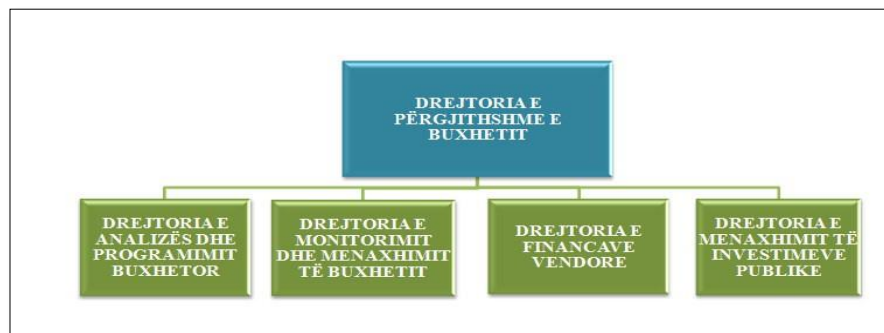 DREJTORIA E
PËRGJITHSHME E
BUXHETIT
DREJTORIA E
ANALIZËS DHE
PROGRAMIMIT
BUXHETOR
DREJTORIA E
MONITORIMIT
DHE MENAXHIMIT
TË BUXHETIT
DREJTORIA E
FINANCAVE
VENDORE
DREJTORIA E
MENAXHIMIT TË
INVESTIMEVE
PUBLIKE